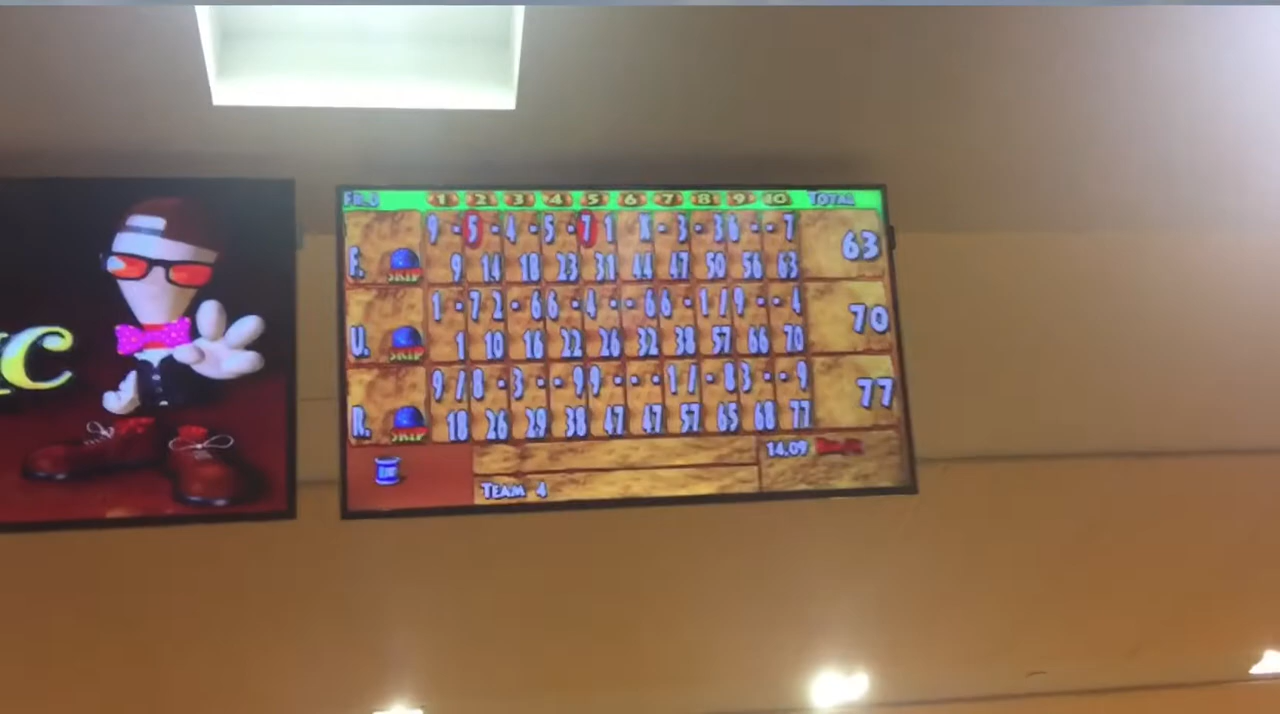 IC
1 2 3 4 5 6 7 8 9 10 TOTAL
9 - 5 - 4 - 5 - 7 1 X - 3 - 3 6 - - 7
F. SKIP 9 14 18 23 31 44 47 50 56 63 63
1 - 7 2 - 6 6 - 4 - - 6 6 - 1 / 9 - - 4
U. SKIP 1 10 16 22 26 32 38 57 66 70 70
9 / 8 - 3 - - 9 9 - - - 1 / - 8 3 - - 9
R. SKIP 18 26 29 38 47 47 57 65 68 77 77
14.09
TEAM 4